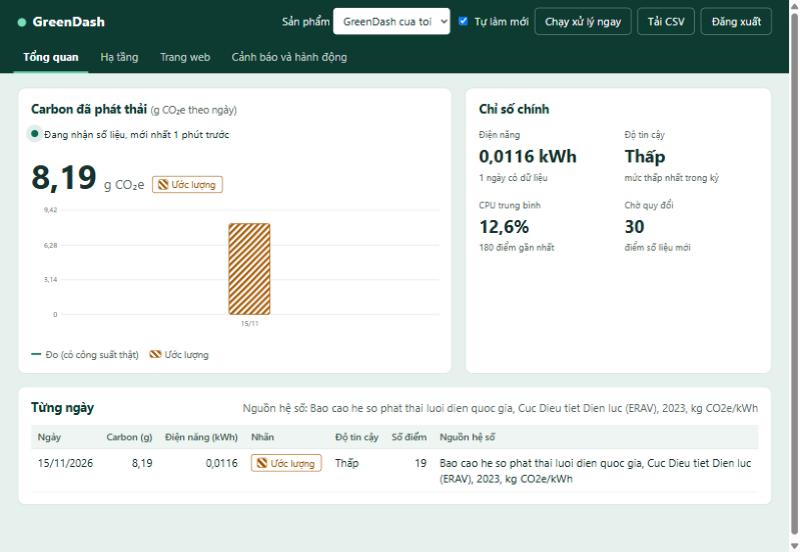 GreenDash
Sản phẩm
GreenDash cua toi
Tự làm mới
Chạy xử lý ngay
Tải CSV
Đăng xuất
Tổng quan
Hạ tầng
Trang web
Cảnh báo và hành động
Carbon đã phát thải (g CO₂e theo ngày)
Đang nhận số liệu, mới nhất 1 phút trước
8,19 g CO₂e
Ước lượng
9,42
6,28
3,14
0
15/11
Đo (có công suất thật)
Ước lượng
Chỉ số chính
Điện năng
0,0116 kWh
1 ngày có dữ liệu
Độ tin cậy
Thấp
mức thấp nhất trong kỳ
CPU trung bình
12,6%
180 điểm gần nhất
Chờ quy đổi
30
điểm số liệu mới
Từng ngày
Nguồn hệ số: Bao cao he so phat thai luoi dien quoc gia, Cuc Dieu tiet Dien luc (ERAV), 2023, kg CO2e/kWh
Ngày Carbon (g) Điện năng (kWh) Nhãn Độ tin cậy Số điểm Nguồn hệ số
15/11/2026 8,19 0,0116 Ước lượng Thấp 19 Bao cao he so phat thai luoi dien quoc gia, Cuc Dieu tiet Dien luc
(ERAV), 2023, kg CO2e/kWh